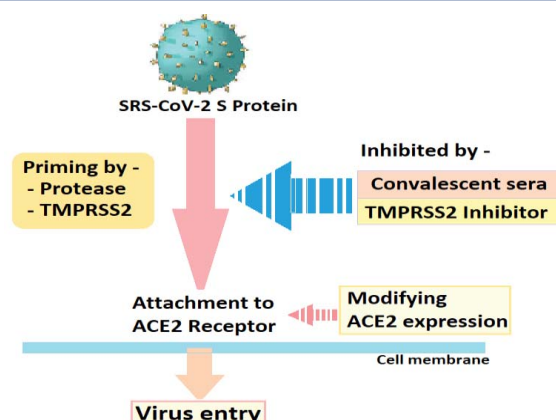 SRS-CoV-2 S Protein
Priming by -
- Protease
- TMPRSS2
Inhibited by -
Convalescent sera
TMPRSS2 Inhibitor
Attachment to
ACE2 Receptor
Modifying
ACE2 expression
Cell membrane
Virus entry